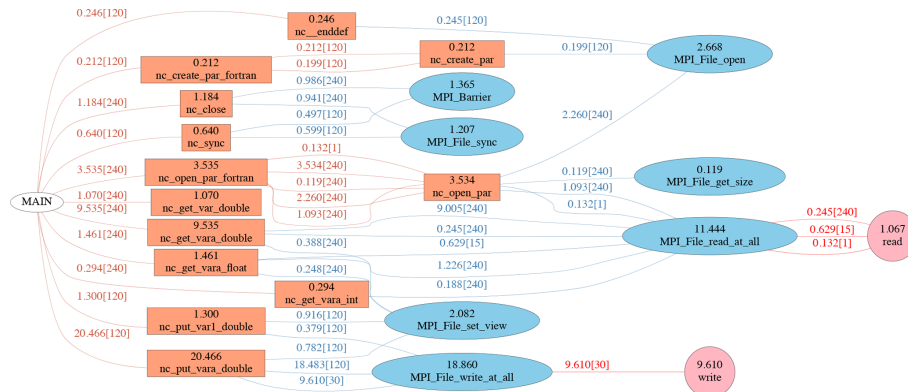 0.246[120]
0.246
nc__enddef
0.245[120]
0.212[120]
0.212
nc_create_par_fortran
0.212[120]
0.199[120]
0.212
nc_create_par
0.199[120]
2.668
MPI_File_open
1.184[240]
1.184
nc_close
0.986[240]
0.941[240]
0.497[120]
1.365
MPI_Barrier
0.640[120]
0.640
nc_sync
0.599[120]
1.207
MPI_File_sync
2.260[240]
3.535[240]
3.535
nc_open_par_fortran
0.132[1]
3.534[240]
0.119[240]
2.260[240]
1.093[240]
3.534
nc_open_par
0.119[240]
1.093[240]
0.132[1]
0.119
MPI_File_get_size
MAIN
1.070[240]
1.070
nc_get_var_double
9.535[240]
9.535
nc_get_vara_double
9.005[240]
0.245[240]
0.388[240]
0.629[15]
11.444
MPI_File_read_at_all
0.245[240]
0.629[15]
0.132[1]
1.067
read
1.461[240]
1.461
nc_get_vara_float
0.248[240]
1.226[240]
0.294[240]
0.294
nc_get_vara_int
0.188[240]
1.300[120]
1.300
nc_put_var1_double
0.916[120]
0.379[120]
2.082
MPI_File_set_view
20.466[120]
20.466
nc_put_vara_double
0.782[120]
18.483[120]
9.610[30]
18.860
MPI_File_write_at_all
9.610[30]
9.610
write